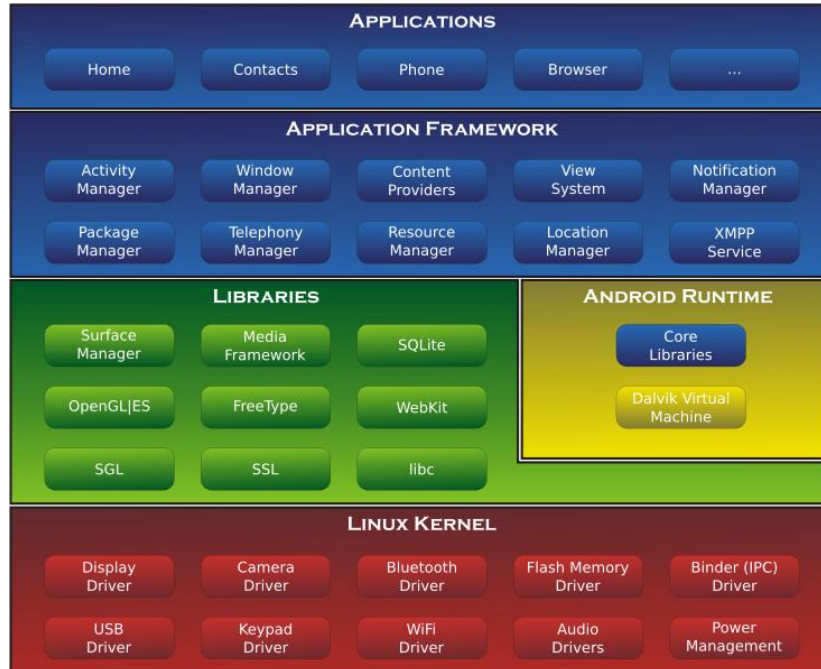 APPLICATIONS
Home
Contacts
Phone
Browser
...
APPLICATION FRAMEWORK
Activity
Manager
Window
Manager
Content
Providers
View
System
Notification
Manager
Package
Manager
Telephony
Manager
Resource
Manager
Location
Manager
XMPP
Service
LIBRARIES
Surface
Manager
Media
Framework
SQLite
OpenGL|ES
FreeType
WebKit
SGL
SSL
libc
ANDROID RUNTIME
Core
Libraries
Dalvik Virtual
Machine
LINUX KERNEL
Display
Driver
Camera
Driver
Bluetooth
Driver
Flash Memory
Driver
Binder (IPC)
Driver
USB
Driver
Keypad
Driver
WiFi
Driver
Audio
Drivers
Power
Management